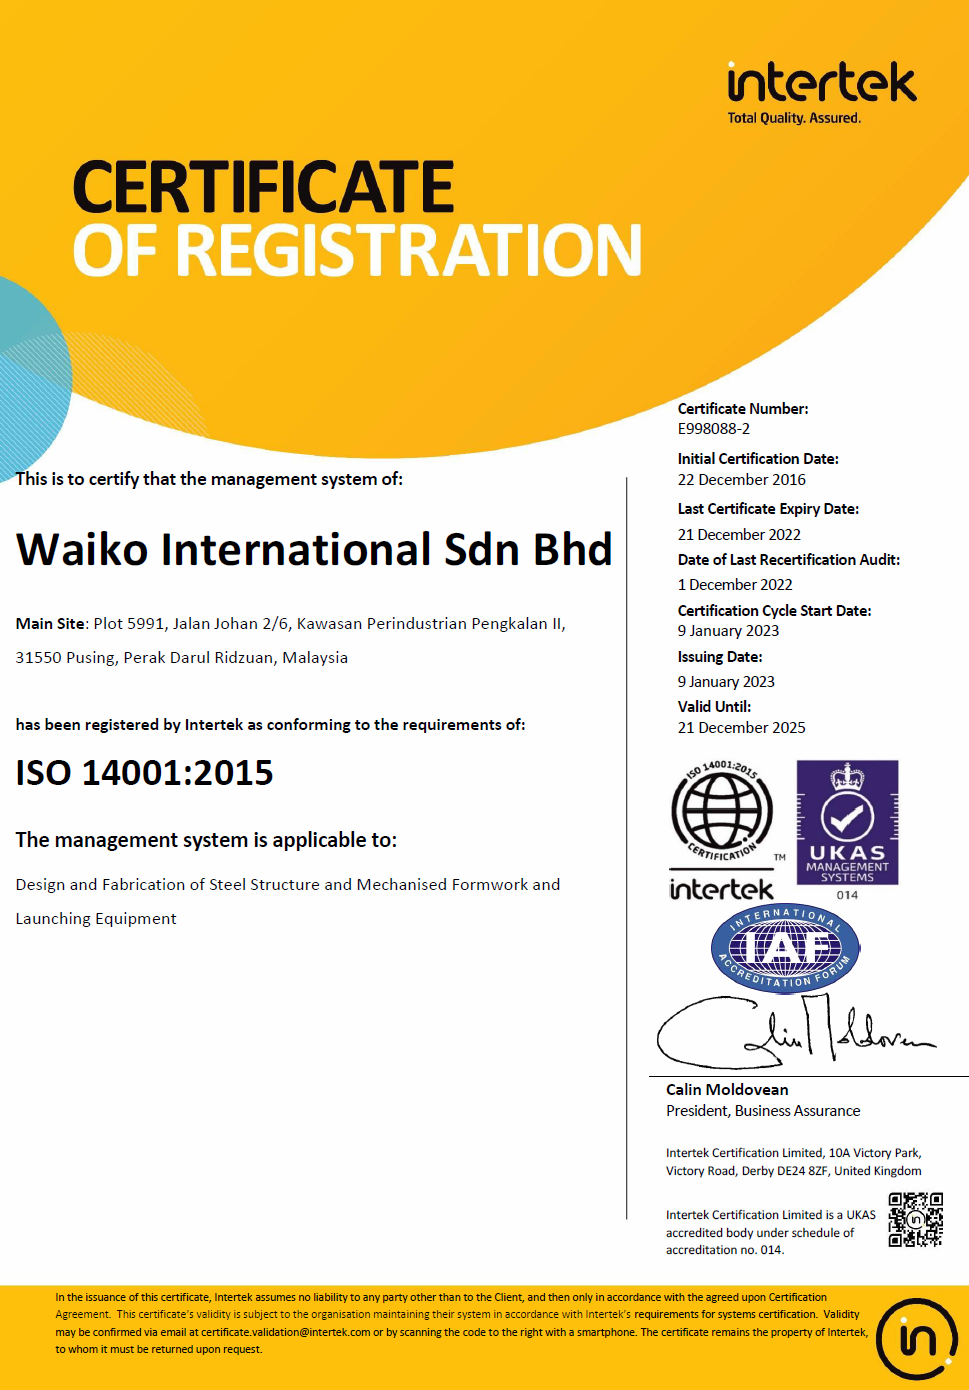 intertek
Total Quality. Assured.
CERTIFICATE
OF REGISTRATION
This is to certify that the management system of:
Waiko International Sdn Bhd
Main Site: Plot 5991, Jalan Johan 2/6, Kawasan Perindustrian Pengkalan II,
31550 Pusing, Perak Darul Ridzuan, Malaysia
has been registered by Intertek as conforming to the requirements of:
ISO 14001:2015
The management system is applicable to:
Design and Fabrication of Steel Structure and Mechanised Formwork and
Launching Equipment
Certificate Number:
E998088-2
Initial Certification Date:
22 December 2016
Last Certificate Expiry Date:
21 December 2022
Date of Last Recertification Audit:
1 December 2022
Certification Cycle Start Date:
9 January 2023
Issuing Date:
9 January 2023
Valid Until:
21 December 2025
ISO 14001:2015
CERTIFICATION
TM
intertek
UKAS
MANAGEMENT
SYSTEMS
014
INTERNATIONAL
IAF
ACCREDITATION FORUM
Calin Moldovean
Calin Moldovean
President, Business Assurance
Intertek Certification Limited, 10A Victory Park,
Victory Road, Derby DE24 8ZF, United Kingdom
Intertek Certification Limited is a UKAS
accredited body under schedule of
accreditation no. 014.
in
In the issuance of this certificate, Intertek assumes no liability to any party other than to the Client, and then only in accordance with the agreed upon Certification
Agreement. This certificate's validity is subject to the organisation maintaining their system in accordance with Intertek's requirements for systems certification. Validity
may be confirmed via email at certificate.validation@intertek.com or by scanning the code to the right with a smartphone. The certificate remains the property of Intertek,
to whom it must be returned upon request.
in